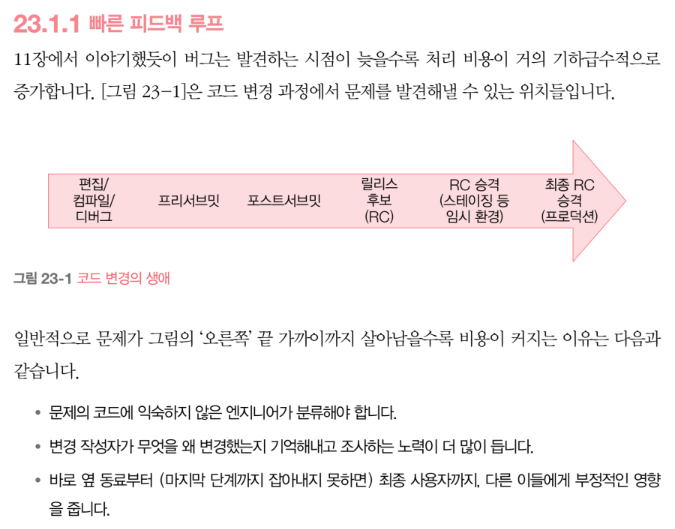 23.1.1 빠른 피드백 루프
11장에서 이야기했듯이 버그는 발견하는 시점이 늦을수록 처리 비용이 거의 기하급수적으로
증가합니다. [그림 23-1]은 코드 변경 과정에서 문제를 발견해낼 수 있는 위치들입니다.
편집/
컴파일/
디버그
프리서브밋
포스트서브밋
릴리스
후보
(RC)
RC 승격
(스테이징 등
임시 환경)
최종 RC
승격
(프로덕션)
그림 23-1 코드 변경의 생애
일반적으로 문제가 그림의 ‘오른쪽’ 끝 가까이까지 살아남을수록 비용이 커지는 이유는 다음과
같습니다.
• 문제의 코드에 익숙하지 않은 엔지니어가 분류해야 합니다.
• 변경 작성자가 무엇을 왜 변경했는지 기억해내고 조사하는 노력이 더 많이 듭니다.
• 바로 옆 동료부터 (마지막 단계까지 잡아내지 못하면) 최종 사용자까지, 다른 이들에게 부정적인 영향
을 줍니다.